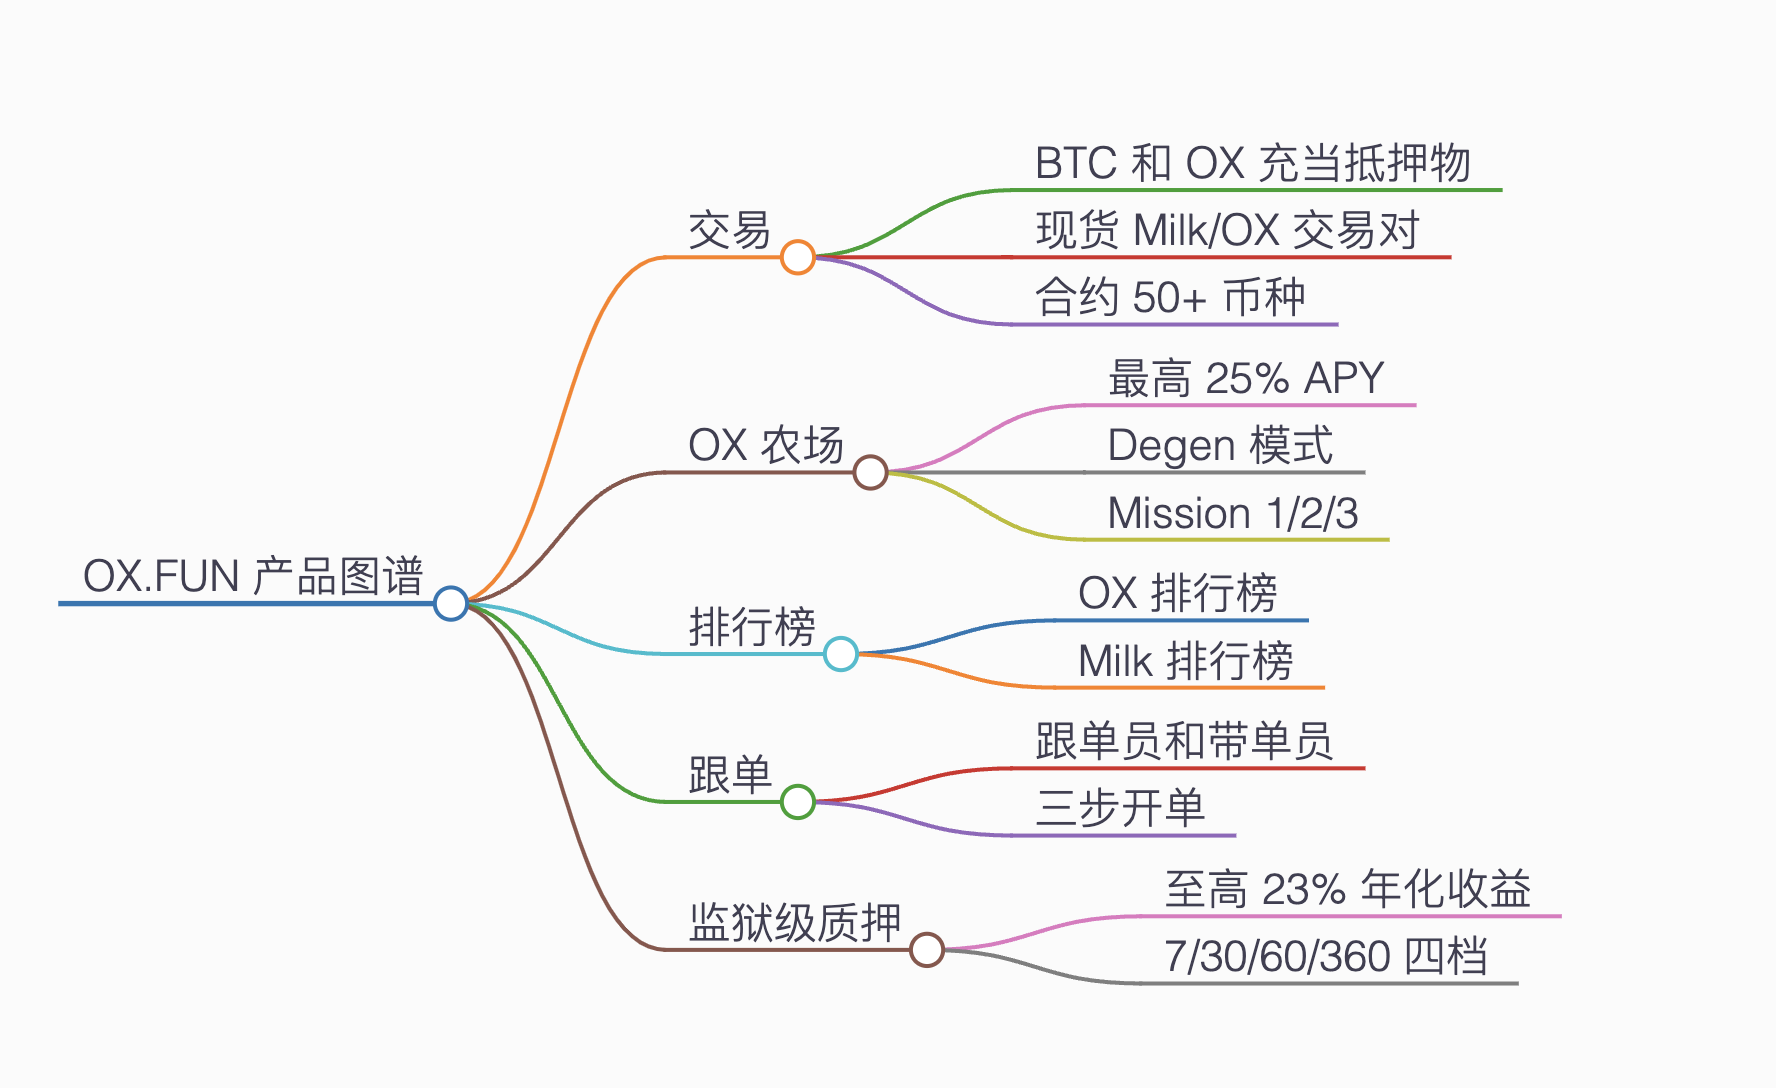 OX.FUN 产品图谱
交易
BTC 和 OX 充当抵押物
现货 Milk/OX 交易对
合约 50+ 币种
OX 农场
最高 25% APY
Degen 模式
Mission 1/2/3
排行榜
OX 排行榜
Milk 排行榜
跟单
跟单员和带单员
三步开单
监狱级质押
至高 23% 年化收益
7/30/60/360 四档